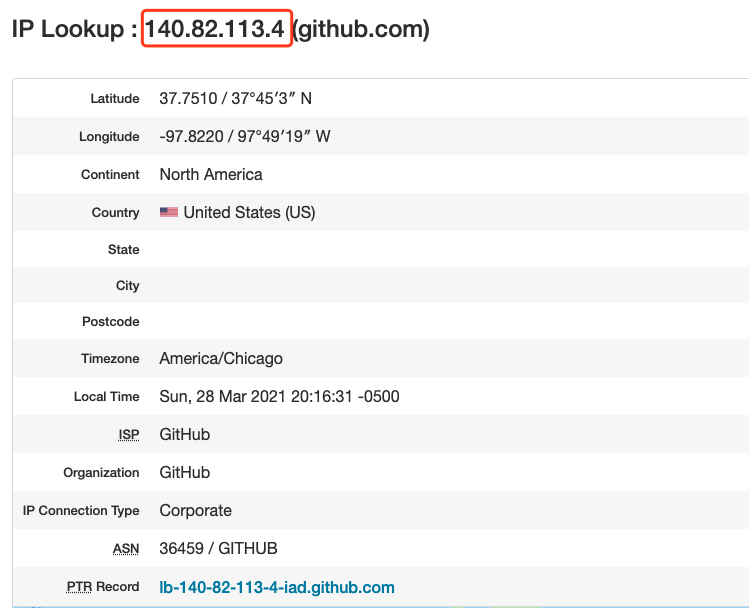 IP Lookup : 140.82.113.4 (github.com)
Latitude 37.7510 / 37°45′3″ N
Longitude -97.8220 / 97°49′19″ W
Continent North America
Country United States (US)
State
City
Postcode
Timezone America/Chicago
Local Time Sun, 28 Mar 2021 20:16:31 -0500
ISP GitHub
Organization GitHub
IP Connection Type Corporate
ASN 36459 / GITHUB
PTR Record lb-140-82-113-4-iad.github.com